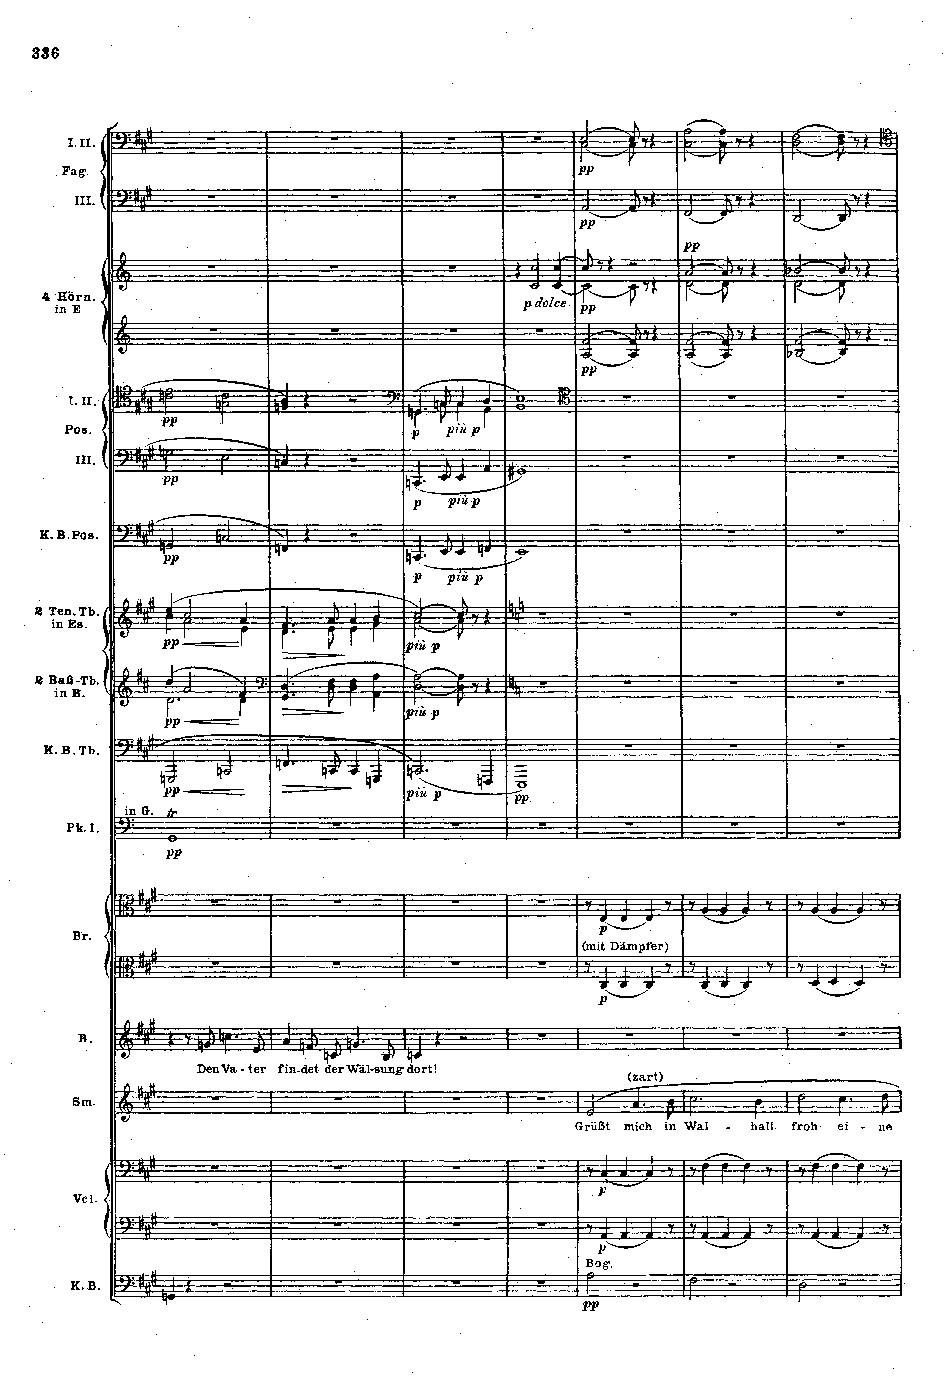 336
I. II.
Fag.
III.
pp
pp
pp
4 Hörn.
in E
p dolce
pp
pp
I. II.
pp
p
più p
Pos.
III.
pp
p
più p
K. B. Pos.
pp
p
più p
2 Ten. Tb.
in Es.
pp
più p
2 Baß-Tb.
in B.
pp
più p
K. B. Tb.
pp
più p
pp
in G.
tr
Pk. I.
pp
Br.
p
(mit Dämpfer)
p
B.
Den Va - ter fin-det der Wäl-sung dort!
(zart)
Sm.
Grüßt mich in Wal - hall froh ei - ne
Vcl.
p
p
Bog.
K. B.
pp